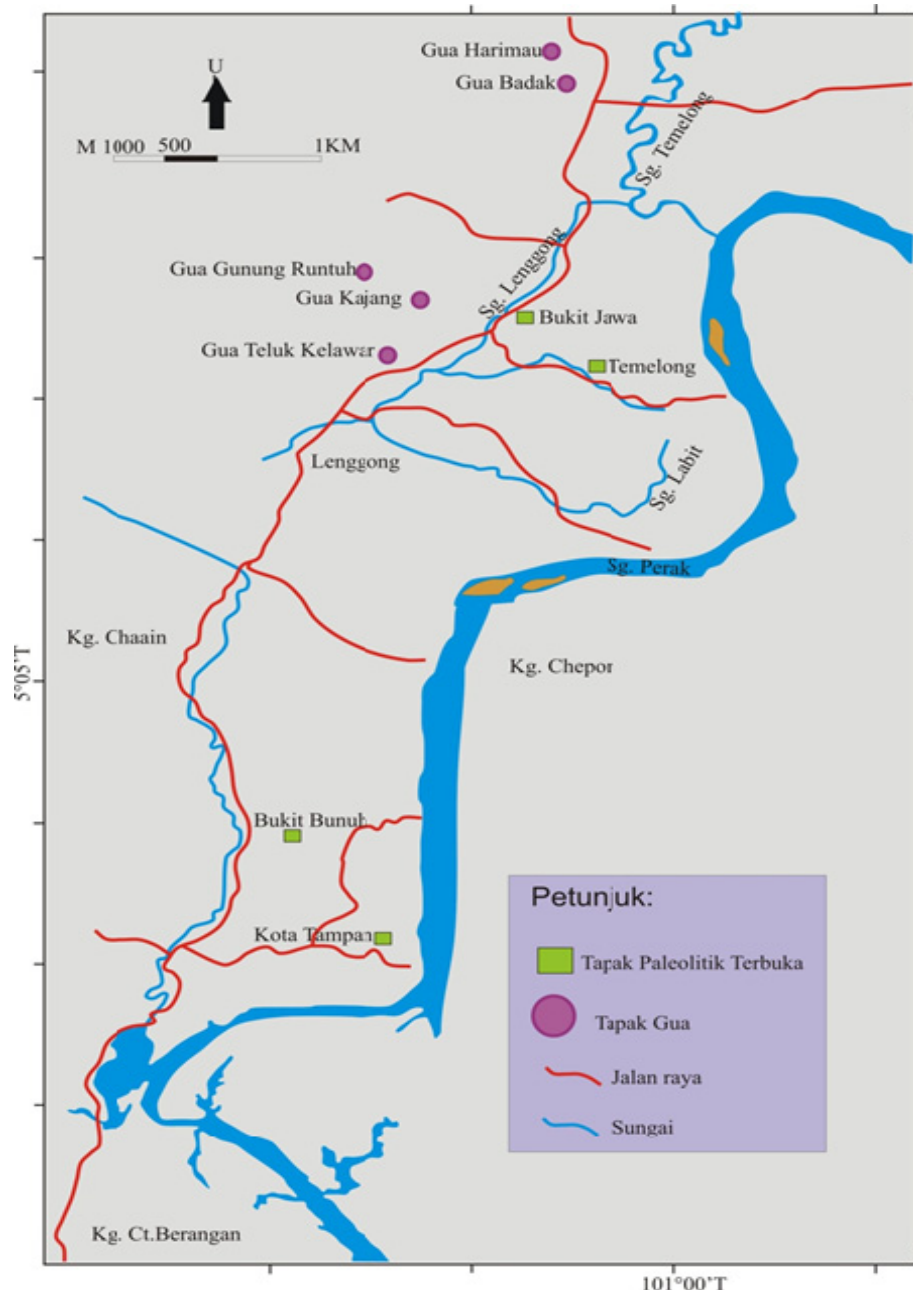 Gua Harimau
Gua Badak
U
M 1000 500 1KM
Sg. Temelong
Gua Gunung Runtuh
Gua Kajang
Sg. Lenggong
Bukit Jawa
Gua Teluk Kelawar
Temelong
Lenggong
Sg. Labit
Sg. Perak
Kg. Chaain
Kg. Chepor
5°05'T
Bukit Bunuh
Kota Tampan
Petunjuk:
Tapak Paleolitik Terbuka
Tapak Gua
Jalan raya
Sungai
Kg. Ct.Berangan
101°00'T